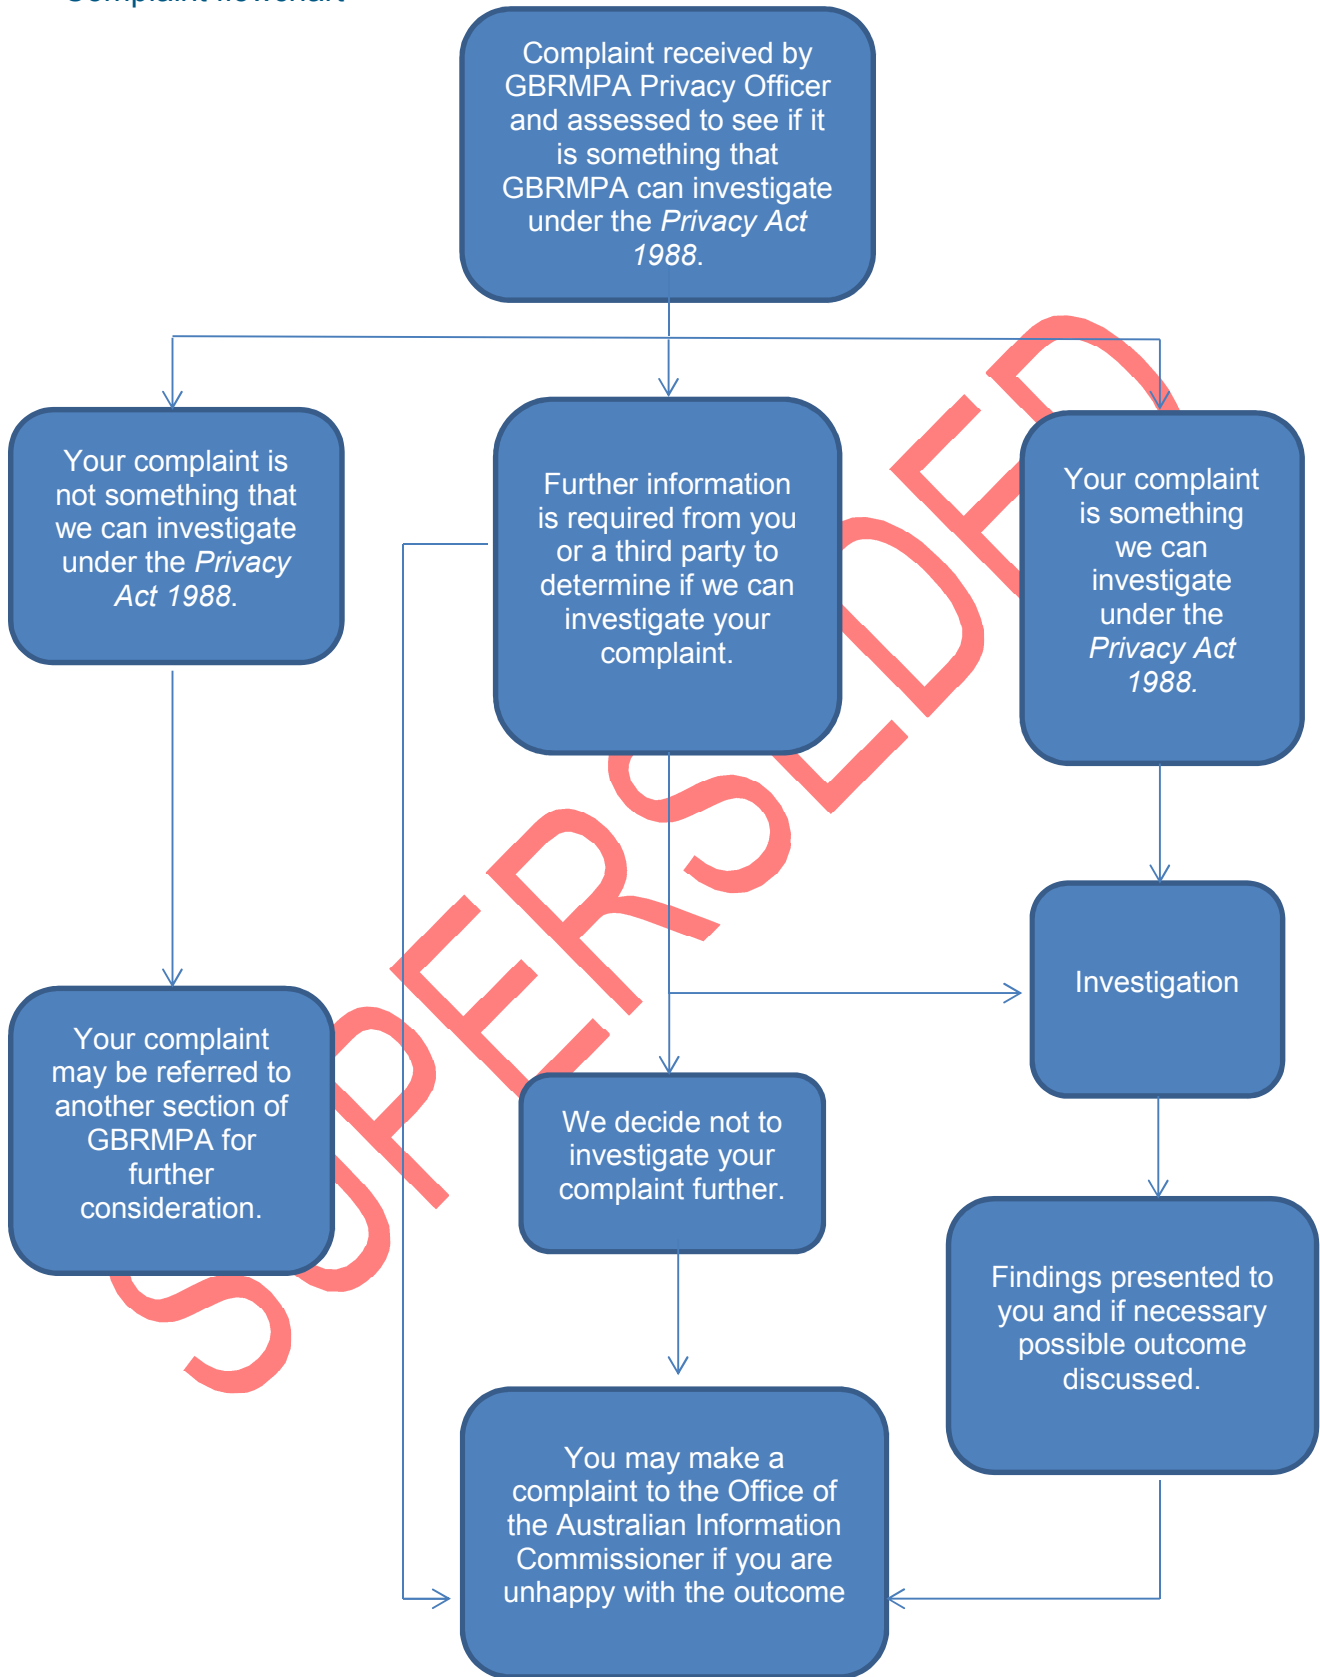 Complaint flowchart
Complaint received by
GBRMPA Privacy Officer
and assessed to see if it
is something that
GBRMPA can investigate
under the Privacy Act
1988.
Your complaint is
not something that
we can investigate
under the Privacy
Act 1988.
Further information
is required from you
or a third party to
determine if we can
investigate your
complaint.
Your complaint
is something
we can
investigate
under the
Privacy Act
1988.
Your complaint
may be referred to
another section of
GBRMPA for
further
consideration.
We decide not to
investigate your
complaint further.
Investigation
Findings presented to
you and if necessary
possible outcome
discussed.
You may make a
complaint to the Office of
the Australian Information
Commissioner if you are
unhappy with the outcome
SUPERSEDED